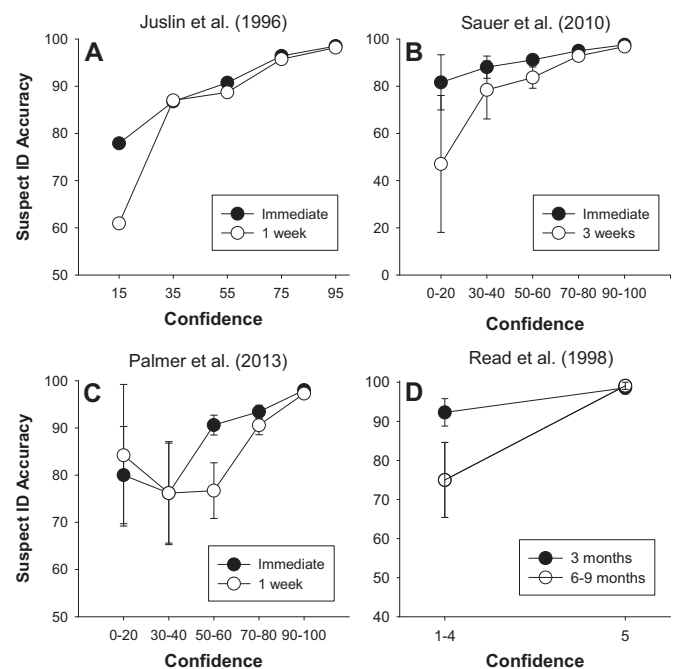 Juslin et al. (1996)
A
100
90
80
70
60
50
Suspect ID Accuracy
Immediate
1 week
15 35 55 75 95
Confidence
Sauer et al. (2010)
B
100
80
60
40
20
0
Immediate
3 weeks
0-20 30-40 50-60 70-80 90-100
Confidence
Palmer et al. (2013)
C
100
90
80
70
60
50
Suspect ID Accuracy
Immediate
1 week
0-20 30-40 50-60 70-80 90-100
Confidence
Read et al. (1998)
D
100
90
80
70
60
50
40
3 months
6-9 months
1-4 5
Confidence